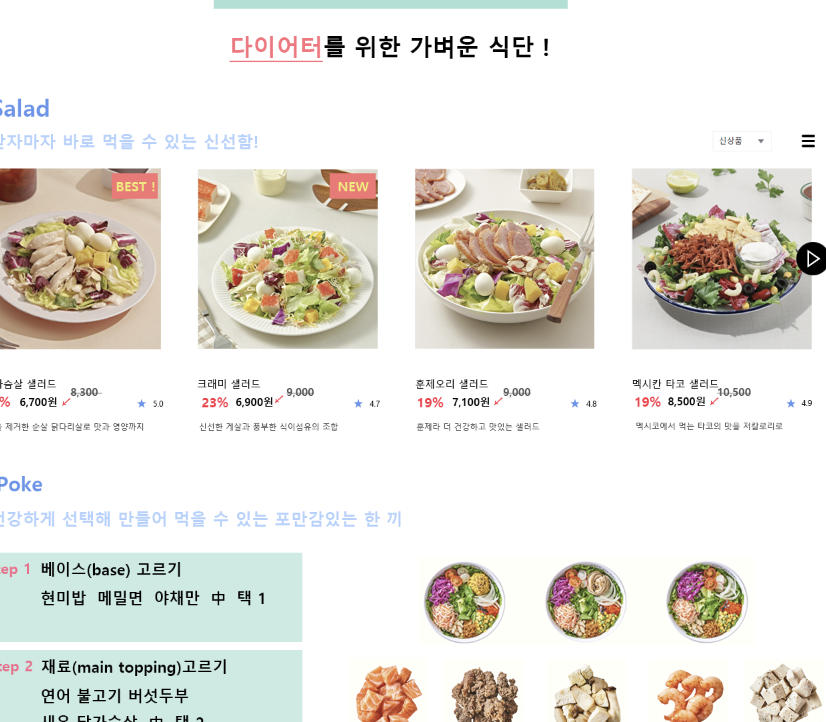 다이어터를 위한 가벼운 식단 !
Salad
받자마자 바로 먹을 수 있는 신선함!
신상품
BEST !
NEW
샐러드
8,300
% 6,700원
5.0
제거한 순살 닭다리살로 맛과 영양까지
크래미 샐러드
9,000
23% 6,900원
4.7
신선한 게살과 풍부한 식이섬유의 조합
훈제오리 샐러드
9,000
19% 7,100원
4.8
훈제라 더 건강하고 맛있는 샐러드
멕시칸 타코 샐러드
10,500
19% 8,500원
4.9
멕시코에서 먹는 타코의 맛을 저칼로리로
Poke
건강하게 선택해 만들어 먹을 수 있는 포만감있는 한 끼
tep 1 베이스(base) 고르기
현미밥 메밀면 야채만 中 택 1
tep 2 재료(main topping)고르기
연어 불고기 버섯두부
새우 닭가슴살 中 택 2